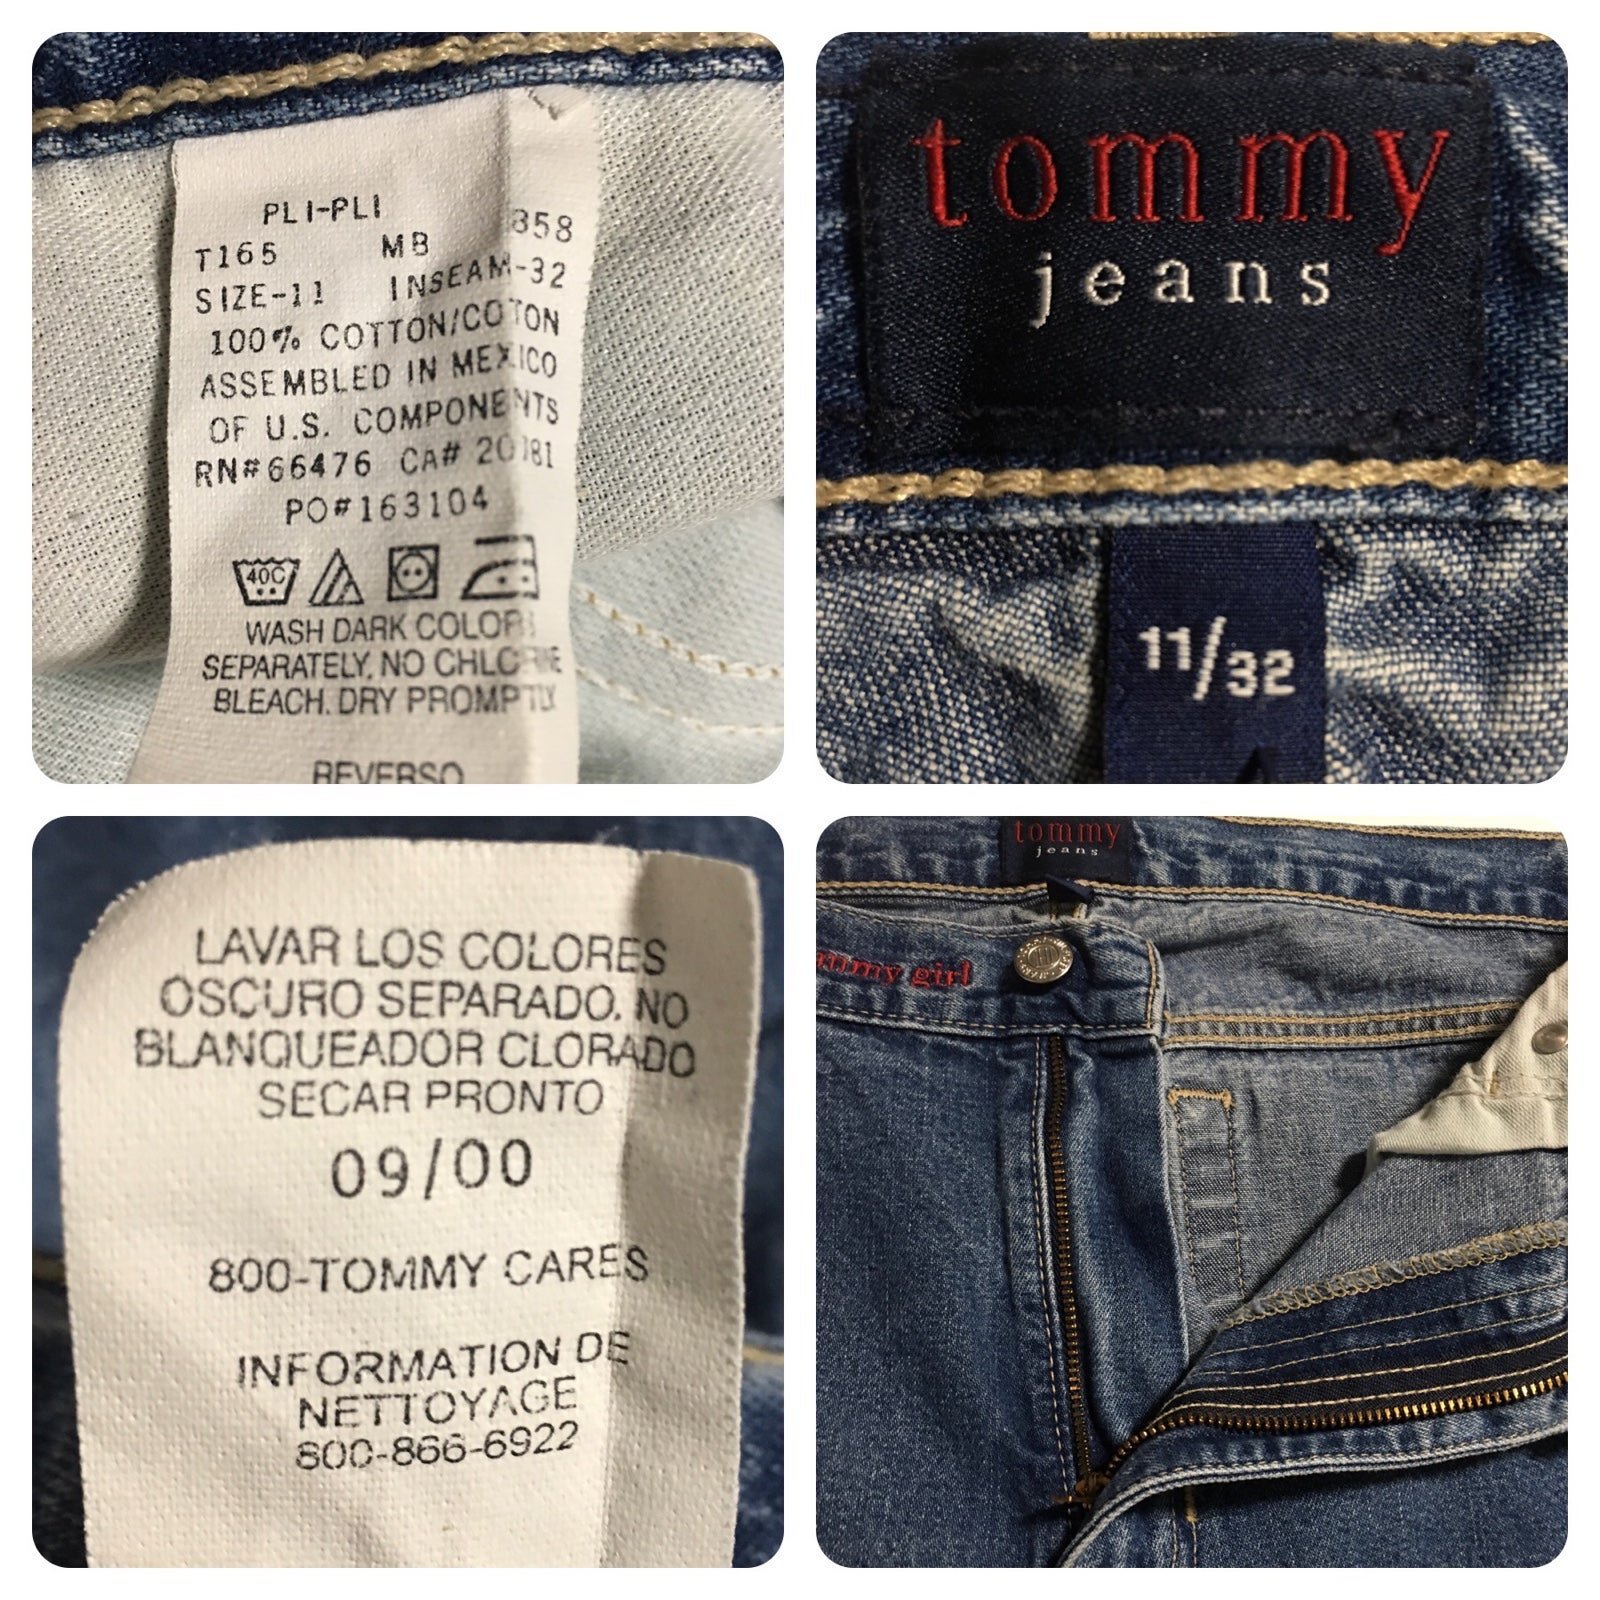 PLI-PLI
T165 MB 858
SIZE-11 INSEAM-32
100% COTTON/COTTON
ASSEMBLED IN MEXICO
OF U.S. COMPONENTS
RN#66476 CA#
PO#163104
40C
WASH DARK COLORS
SEPARATELY, NO CHLORINE
BLEACH. DRY PROMPTLY
REVERSO
tommy
jeans
11/32
LAVAR LOS COLORES
OSCURO SEPARADO. NO
BLANQUEADOR CLORADO
SECAR PRONTO
09/00
800-TOMMY CARES
INFORMATION DE
NETTOYAGE
800-866-6922
tommy
jeans
girl